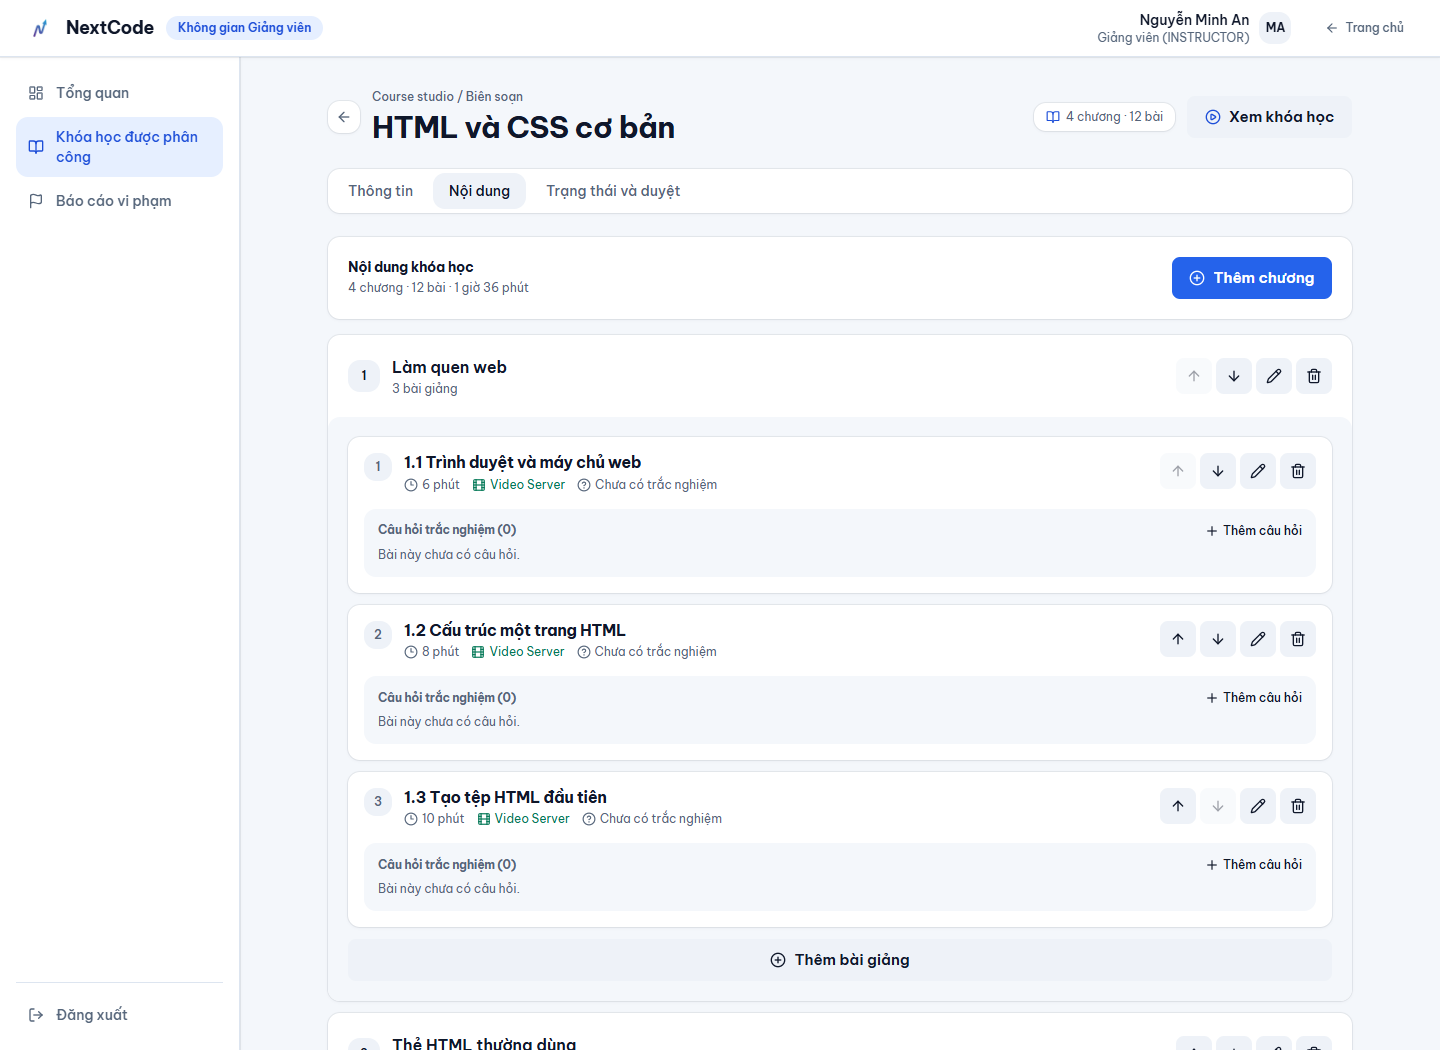 NextCode
Không gian Giảng viên
Nguyễn Minh An
Giảng viên (INSTRUCTOR)
MA
Trang chủ
Tổng quan
Khóa học được phân
công
Báo cáo vi phạm
Đăng xuất
Course studio / Biên soạn
HTML và CSS cơ bản
4 chương · 12 bài
Xem khóa học
Thông tin
Nội dung
Trạng thái và duyệt
Nội dung khóa học
4 chương · 12 bài · 1 giờ 36 phút
Thêm chương
1
Làm quen web
3 bài giảng
1
1.1 Trình duyệt và máy chủ web
6 phút
Video Server
Chưa có trắc nghiệm
Câu hỏi trắc nghiệm (0)
Thêm câu hỏi
Bài này chưa có câu hỏi.
2
1.2 Cấu trúc một trang HTML
8 phút
Video Server
Chưa có trắc nghiệm
Câu hỏi trắc nghiệm (0)
Thêm câu hỏi
Bài này chưa có câu hỏi.
3
1.3 Tạo tệp HTML đầu tiên
10 phút
Video Server
Chưa có trắc nghiệm
Câu hỏi trắc nghiệm (0)
Thêm câu hỏi
Bài này chưa có câu hỏi.
Thêm bài giảng
Thẻ HTML thường dùng